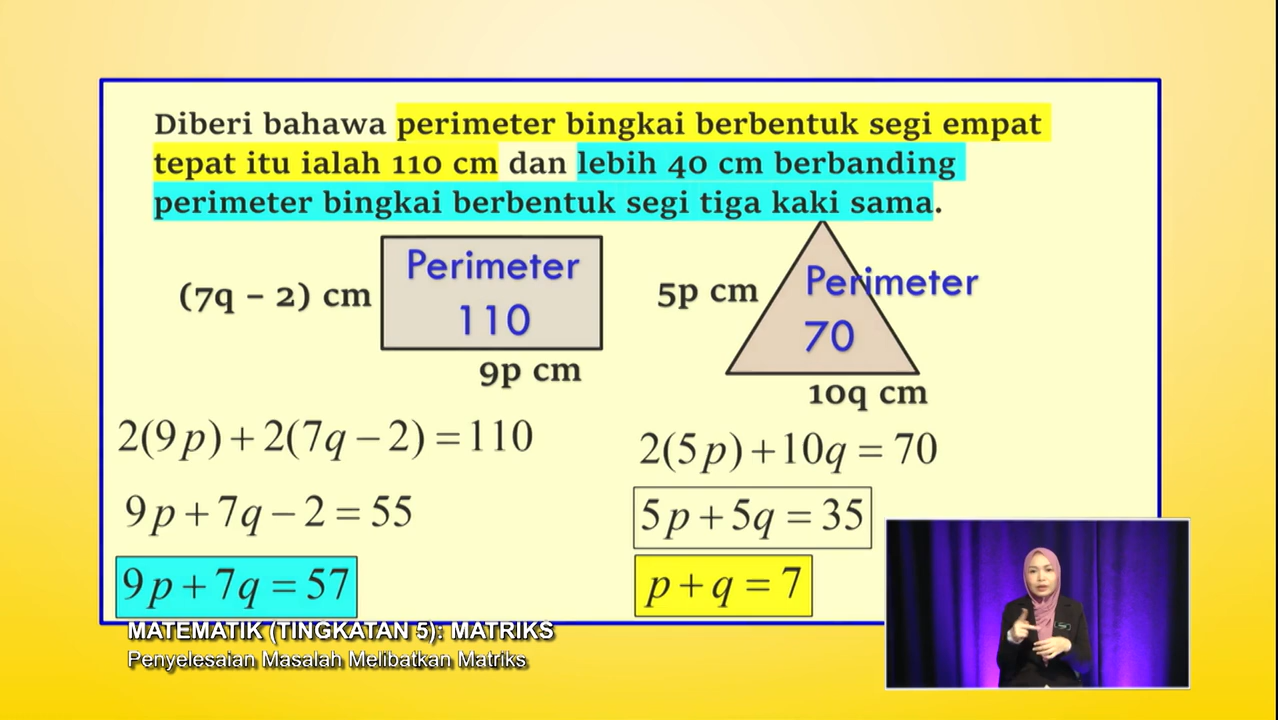 Diberi bahawa perimeter bingkai berbentuk segi empat
tepat itu ialah 110 cm dan lebih 40 cm berbanding
perimeter bingkai berbentuk segi tiga kaki sama.
(7q – 2) cm
Perimeter
110
9p cm
5p cm
Perimeter
70
10q cm
2(9p) + 2(7q − 2) = 110
9p + 7q − 2 = 55
9p + 7q = 57
2(5p) + 10q = 70
5p + 5q = 35
p + q = 7
MATEMATIK (TINGKATAN 5): MATRIKS
Penyelesaian Masalah Melibatkan Matriks